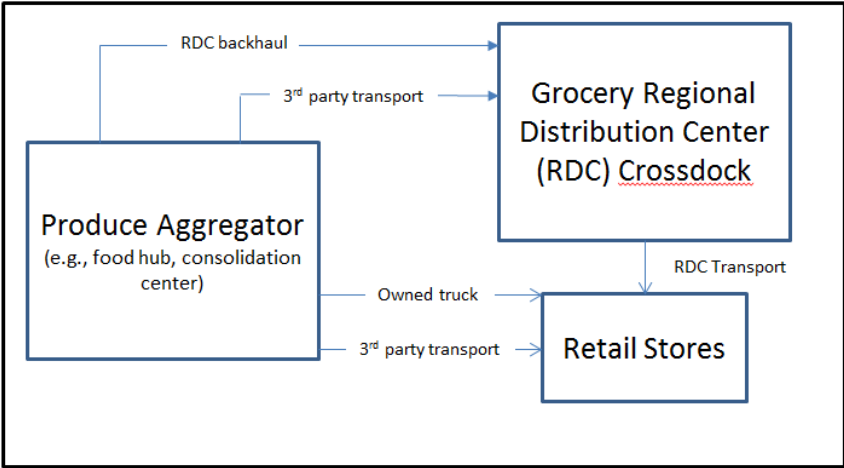 RDC backhaul
3rd party transport
Grocery Regional
Distribution Center
(RDC) Crossdock
Produce Aggregator
(e.g., food hub, consolidation
center)
RDC Transport
Owned truck
3rd party transport
Retail Stores